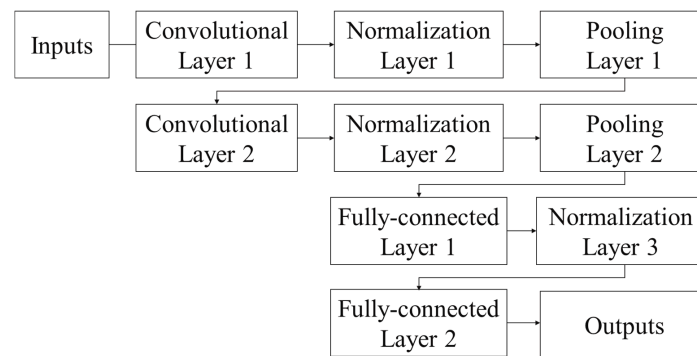 Inputs
Convolutional
Layer 1
Normalization
Layer 1
Pooling
Layer 1
Convolutional
Layer 2
Normalization
Layer 2
Pooling
Layer 2
Fully-connected
Layer 1
Normalization
Layer 3
Fully-connected
Layer 2
Outputs